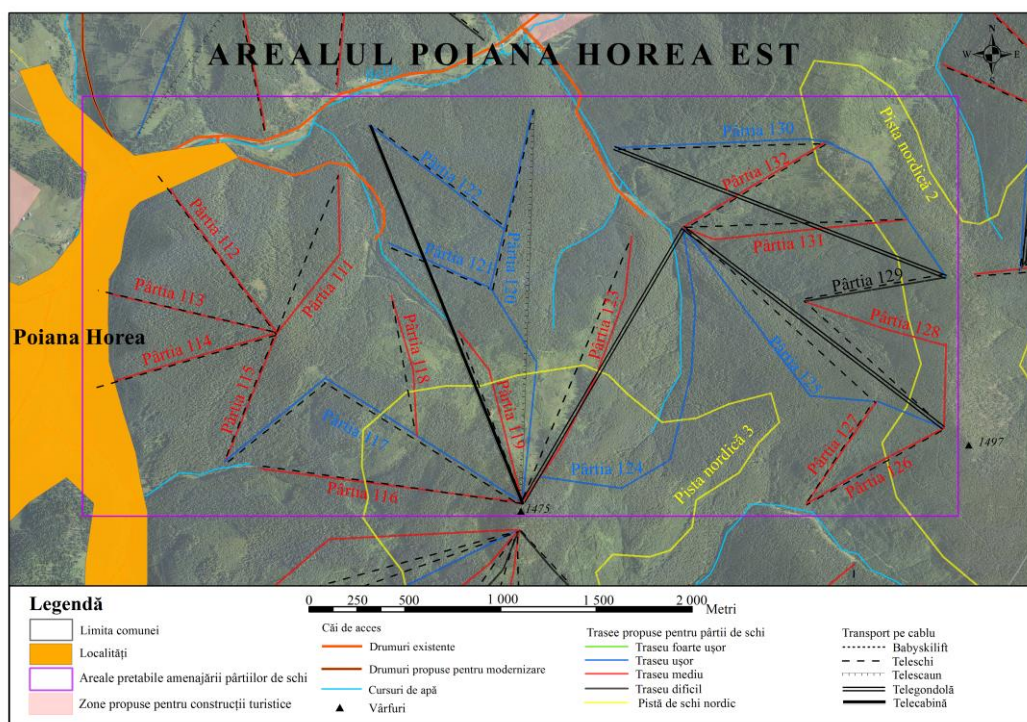 AREALUL POIANA HOREA EST
N
W E
S
Pârtia 130
Pista nordică 2
Pârtia 132
Pârtia 122
Pârtia 112
Pârtia 120
Pârtia 131
Pârtia 121
Pârtia 111
Pârtia 129
Pârtia 113
Pârtia 123
Pârtia 128
Poiana Horea
Pârtia 114
Pârtia 118
Pârtia 125
Pârtia 115
Pârtia 119
Pârtia 117
Pârtia 127
1497
Pârtia 124
Pista nordică 3
Pârtia 126
Pârtia 116
1475
Legendă
Limita comunei
Localități
Areale pretabile amenajării pârtiilor de schi
Zone propuse pentru construcții turistice
0 250 500 1 000 1 500 2 000
Metri
Căi de acces
Drumuri existente
Drumuri propuse pentru modernizare
Cursuri de apă
Vârfuri
Trasee propuse pentru pârtii de schi
Traseu foarte ușor
Traseu ușor
Traseu mediu
Traseu dificil
Pistă de schi nordic
Transport pe cablu
Babyskilift
Teleschi
Telescaun
Telegondolă
Telecabină